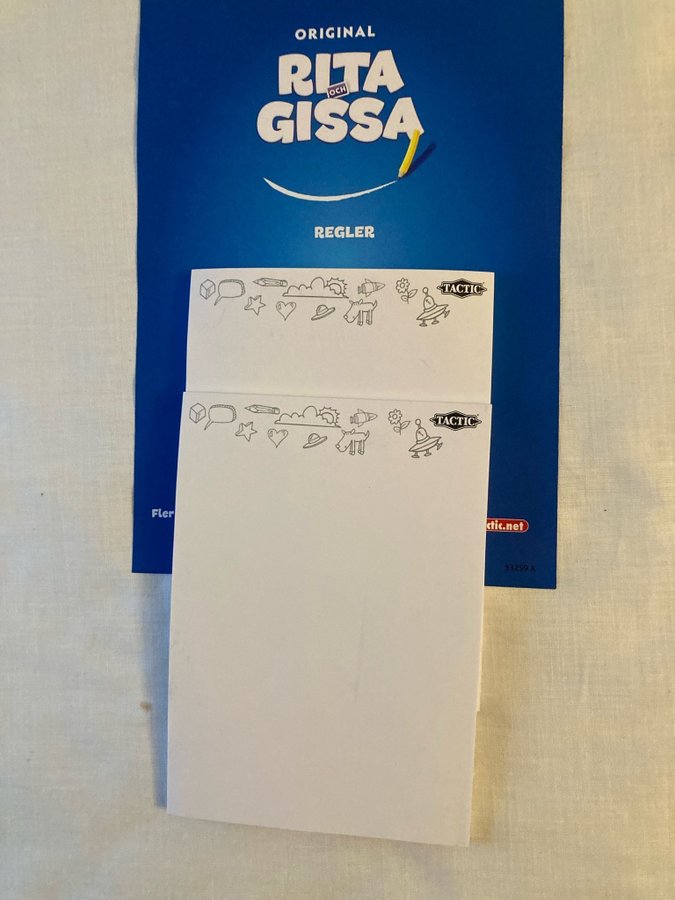 ORIGINAL
RITA
OCH
GISSA
REGLER
TACTIC
TACTIC
Fler
ctic.net
53259 A